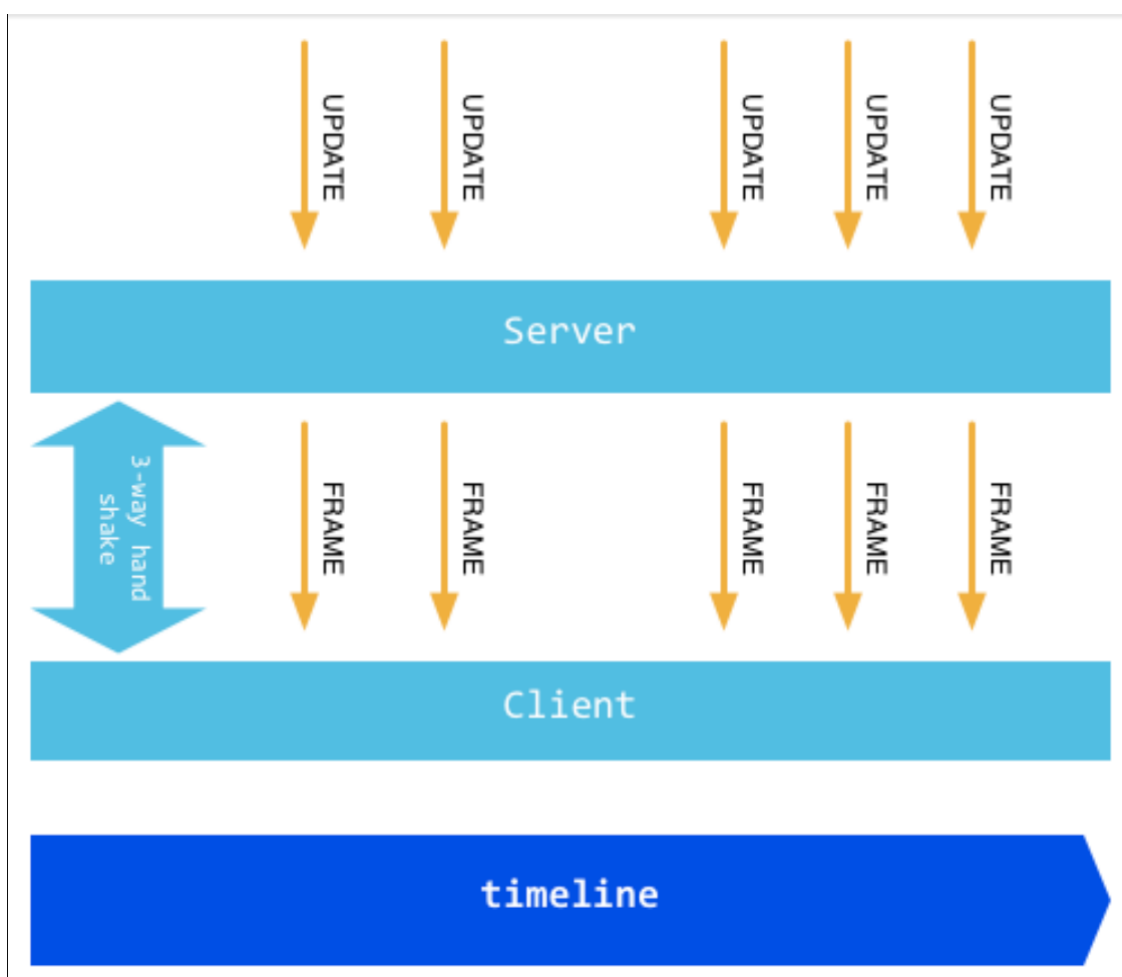 UPDATE
UPDATE
UPDATE
UPDATE
UPDATE
Server
3-way hand
shake
FRAME
FRAME
FRAME
FRAME
FRAME
Client
timeline